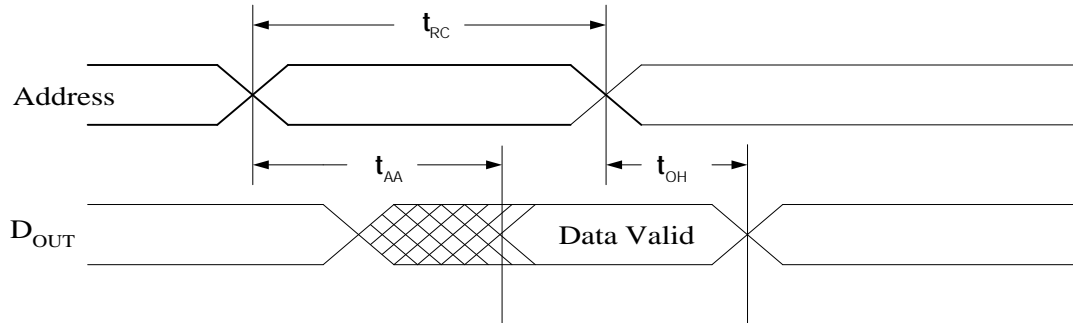 tRC
Address
tAA
tOH
DOUT
Data Valid